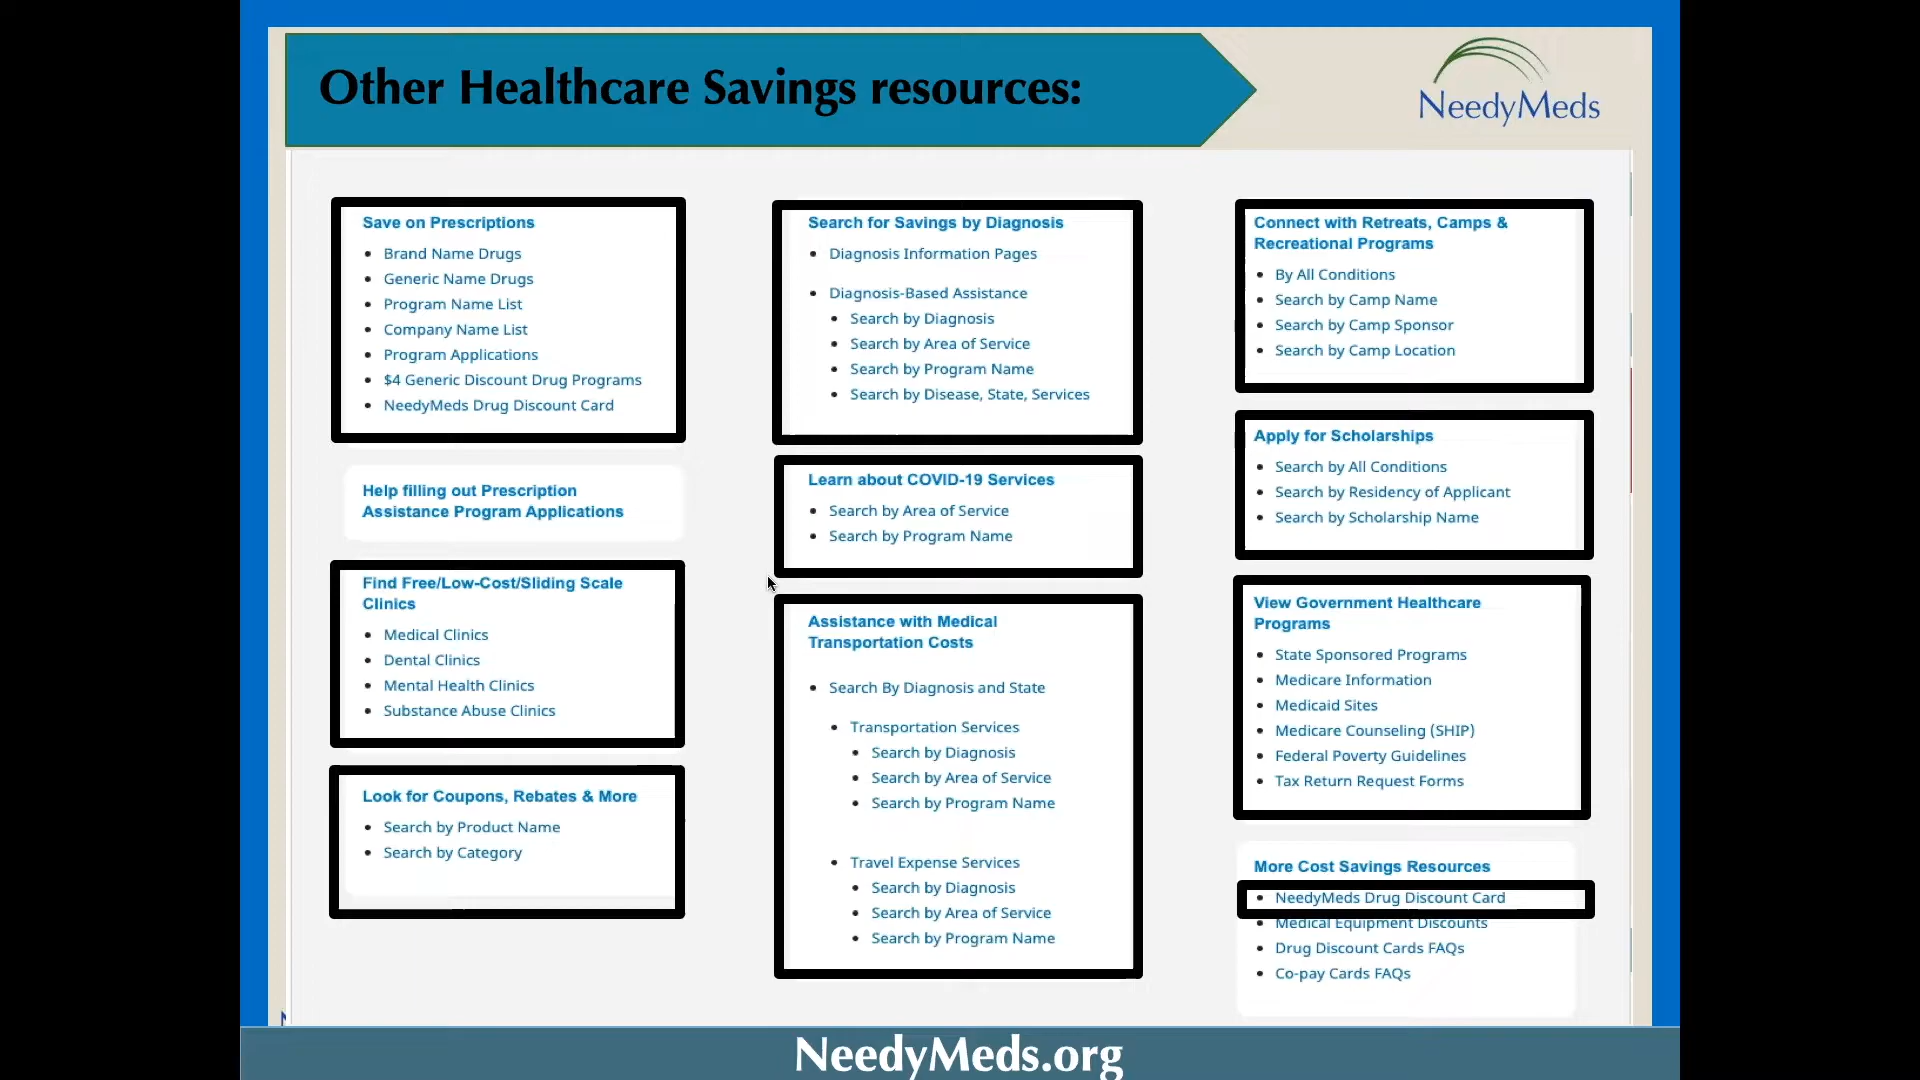 Other Healthcare Savings resources:
NeedyMeds
Save on Prescriptions
Brand Name Drugs
Generic Name Drugs
Program Name List
Company Name List
Program Applications
$4 Generic Discount Drug Programs
NeedyMeds Drug Discount Card
Help filling out Prescription
Assistance Program Applications
Find Free/Low-Cost/Sliding Scale
Clinics
Medical Clinics
Dental Clinics
Mental Health Clinics
Substance Abuse Clinics
Look for Coupons, Rebates & More
Search by Product Name
Search by Category
Search for Savings by Diagnosis
Diagnosis Information Pages
Diagnosis-Based Assistance
Search by Diagnosis
Search by Area of Service
Search by Program Name
Search by Disease, State, Services
Learn about COVID-19 Services
Search by Area of Service
Search by Program Name
Assistance with Medical
Transportation Costs
Search By Diagnosis and State
Transportation Services
Search by Diagnosis
Search by Area of Service
Search by Program Name
Travel Expense Services
Search by Diagnosis
Search by Area of Service
Search by Program Name
Connect with Retreats, Camps &
Recreational Programs
By All Conditions
Search by Camp Name
Search by Camp Sponsor
Search by Camp Location
Apply for Scholarships
Search by All Conditions
Search by Residency of Applicant
Search by Scholarship Name
View Government Healthcare
Programs
State Sponsored Programs
Medicare Information
Medicaid Sites
Medicare Counseling (SHIP)
Federal Poverty Guidelines
Tax Return Request Forms
More Cost Savings Resources
NeedyMeds Drug Discount Card
Medical Equipment Discounts
Drug Discount Cards FAQs
Co-pay Cards FAQs
NeedyMeds.org